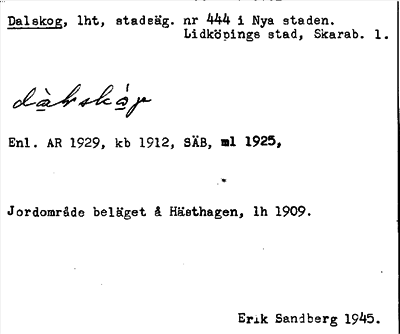 Dalskog, lht, stadsäg. nr 444 i Nya staden.
Lidköpings stad, Skarab. l.
Enl. AR 1929, kb 1912, SÄB, ml 1925,
Jordområde beläget å Hästhagen, lh 1909.
Erik Sandberg 1945.